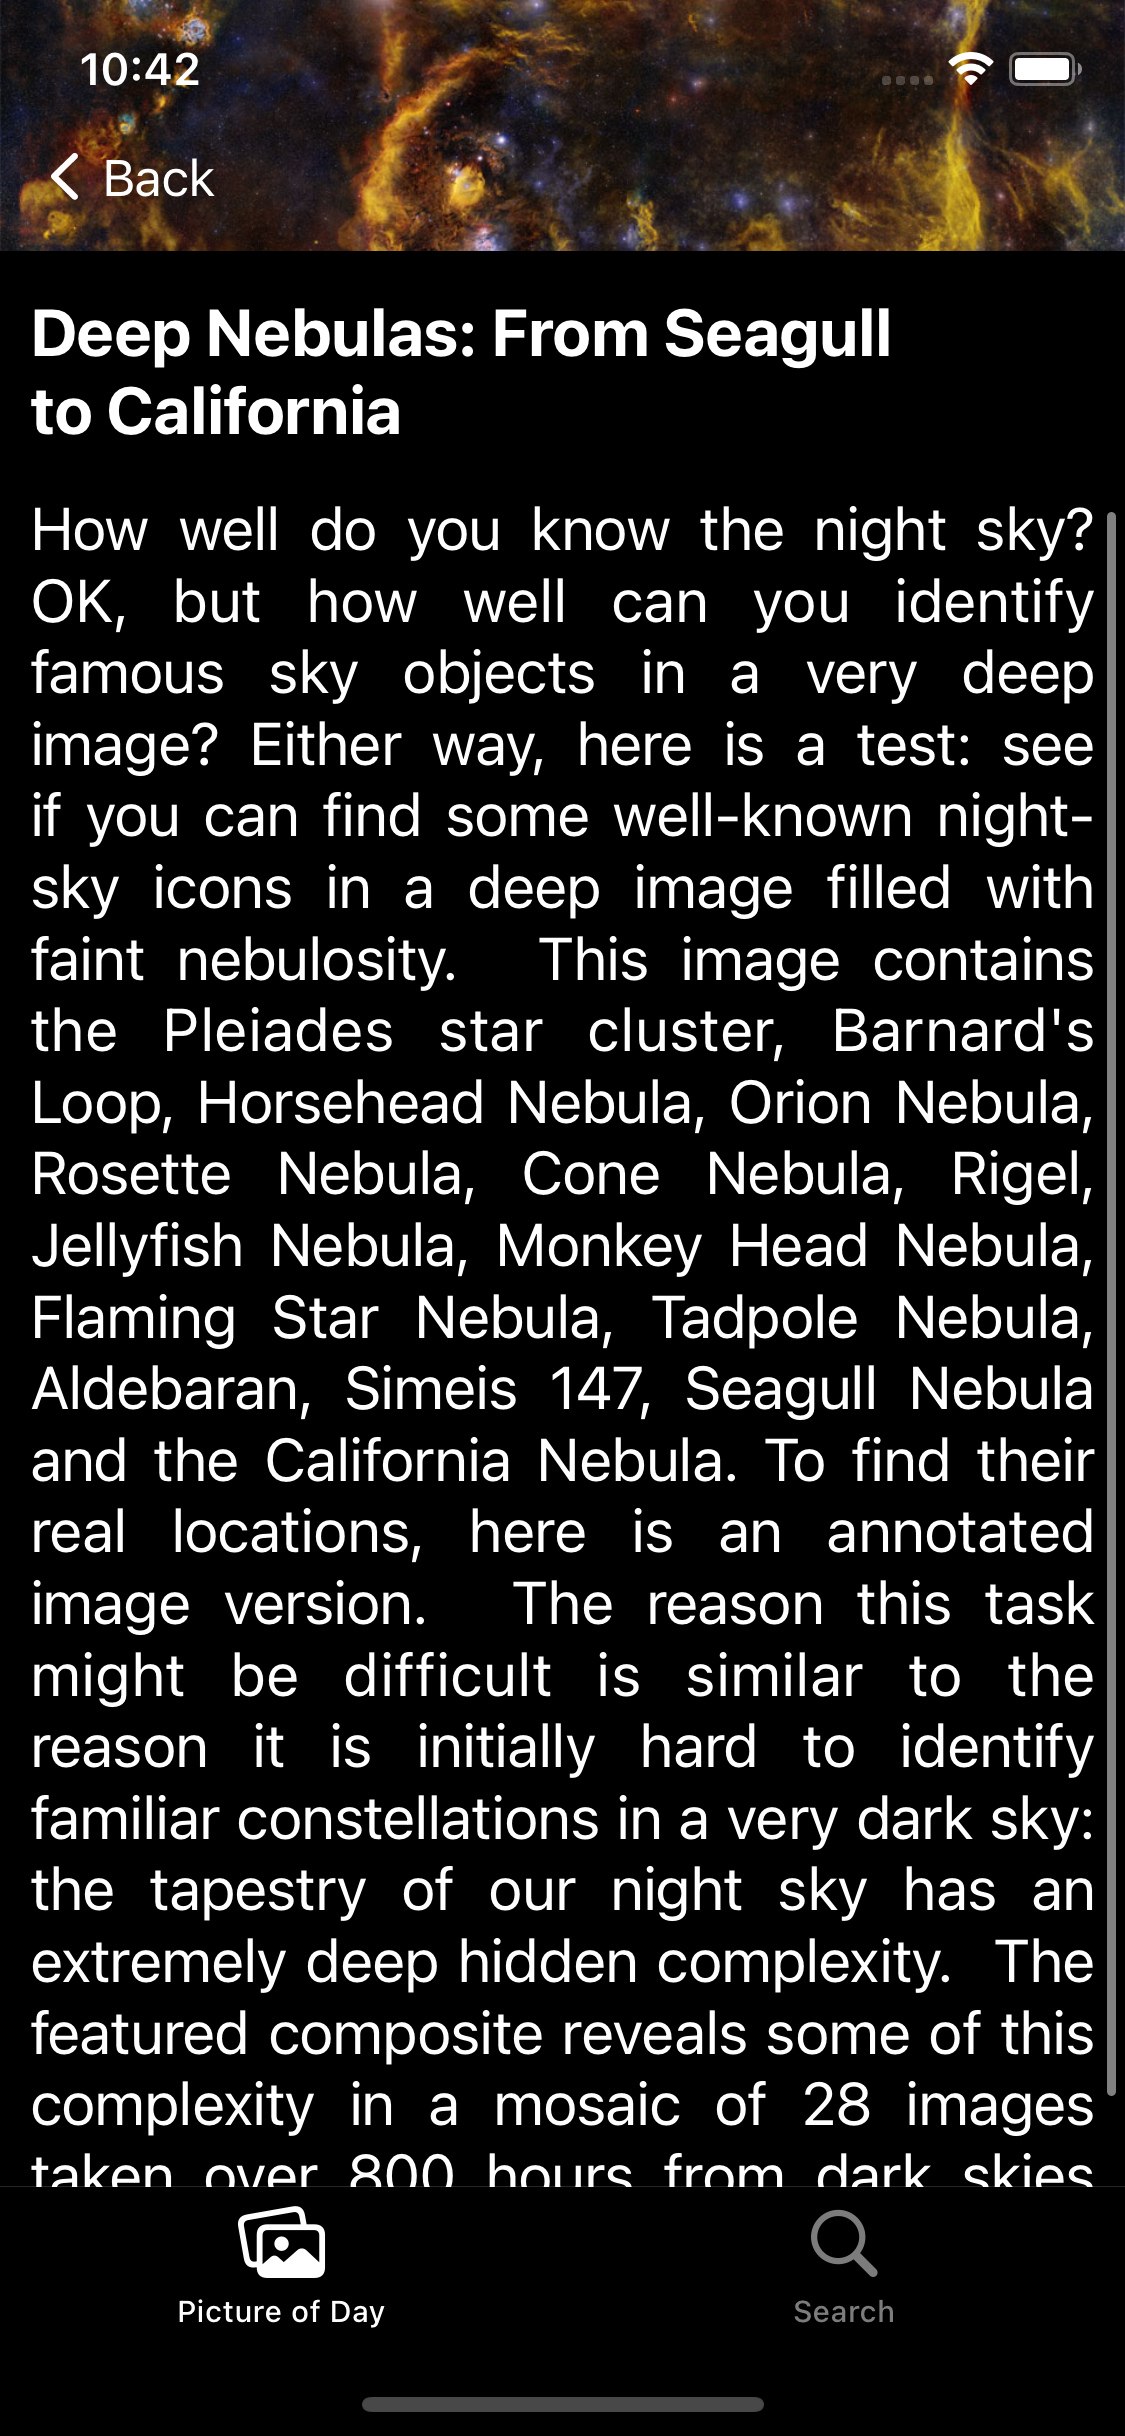 10:42
Back
Deep Nebulas: From Seagull
to California
How well do you know the night sky?
OK, but how well can you identify
famous sky objects in a very deep
image? Either way, here is a test: see
if you can find some well-known night-
sky icons in a deep image filled with
faint nebulosity. This image contains
the Pleiades star cluster, Barnard's
Loop, Horsehead Nebula, Orion Nebula,
Rosette Nebula, Cone Nebula, Rigel,
Jellyfish Nebula, Monkey Head Nebula,
Flaming Star Nebula, Tadpole Nebula,
Aldebaran, Simeis 147, Seagull Nebula
and the California Nebula. To find their
real locations, here is an annotated
image version. The reason this task
might be difficult is similar to the
reason it is initially hard to identify
familiar constellations in a very dark sky:
the tapestry of our night sky has an
extremely deep hidden complexity. The
featured composite reveals some of this
complexity in a mosaic of 28 images
taken over 800 hours from dark skies
Picture of Day
Search